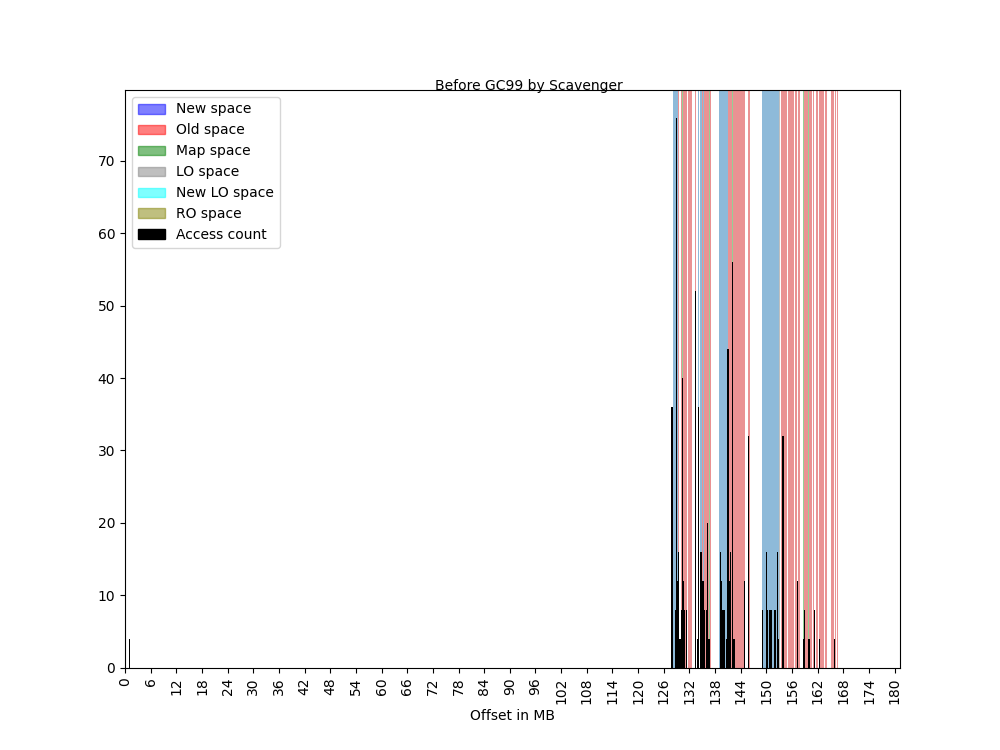 Before GC99 by Scavenger
New space
Old space
Map space
LO space
New LO space
RO space
Access count
70
60
50
40
30
20
10
0
0 6 12 18 24 30 36 42 48 54 60 66 72 78 84 90 96 102 108 114 120 126 132 138 144 150 156 162 168 174 180
Offset in MB